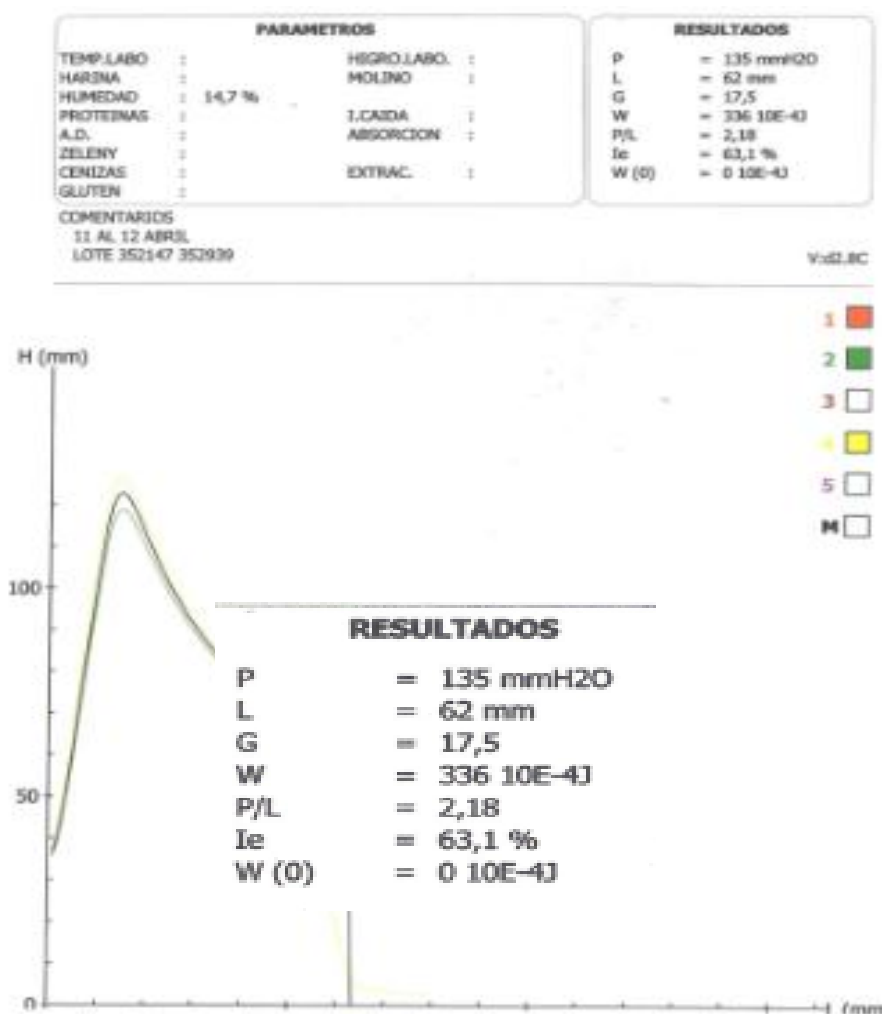 PARAMETROS
TEMP.LABO :
HARINA :
HUMEDAD : 14,7 %
PROTEINAS :
A.D. :
ZELENY :
CENIZAS :
GLUTEN :
HIGRO.LABO. :
MOLINO :
I.CAIDA :
ABSORCION :
EXTRAC. :
RESULTADOS
P = 135 mmH2O
L = 62 mm
G = 17,5
W = 336 10E-4J
P/L = 2,18
Ie = 63,1 %
W (0) = 0 10E-4J
COMENTARIOS
11 AL 12 ABRIL
LOTE 352147 352939
1
2
3
4
5
M
H (mm)
100
50
0
RESULTADOS
P = 135 mmH2O
L = 62 mm
G = 17,5
W = 336 10E-4J
P/L = 2,18
Ie = 63,1 %
W (0) = 0 10E-4J